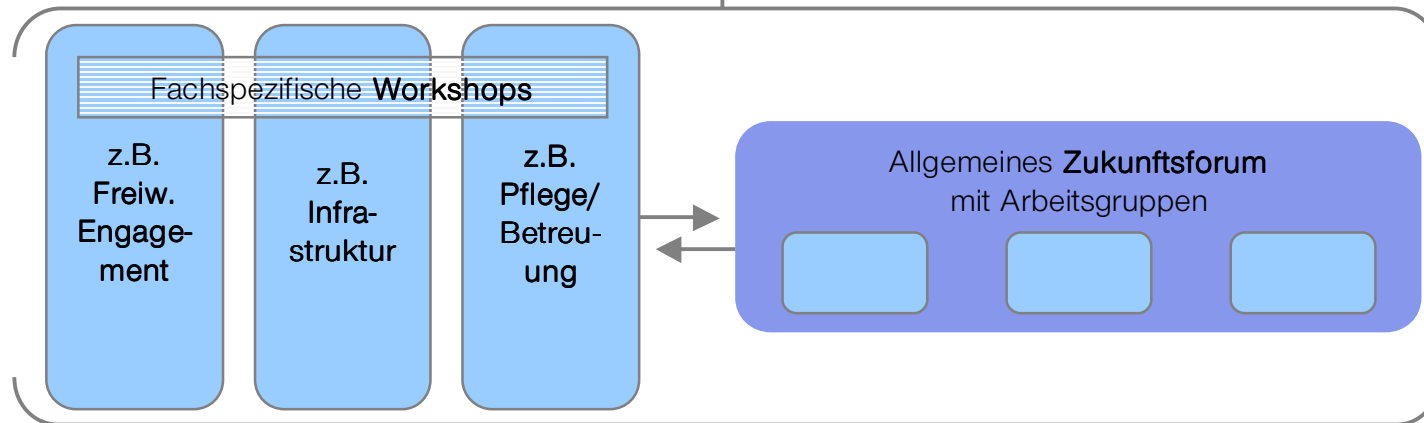 Fachspezifische Workshops
z.B.
Freiw.
Engage-
ment
z.B.
Infra-
struktur
z.B.
Pflege/
Betreu-
ung
Allgemeines Zukunftsforum
mit Arbeitsgruppen